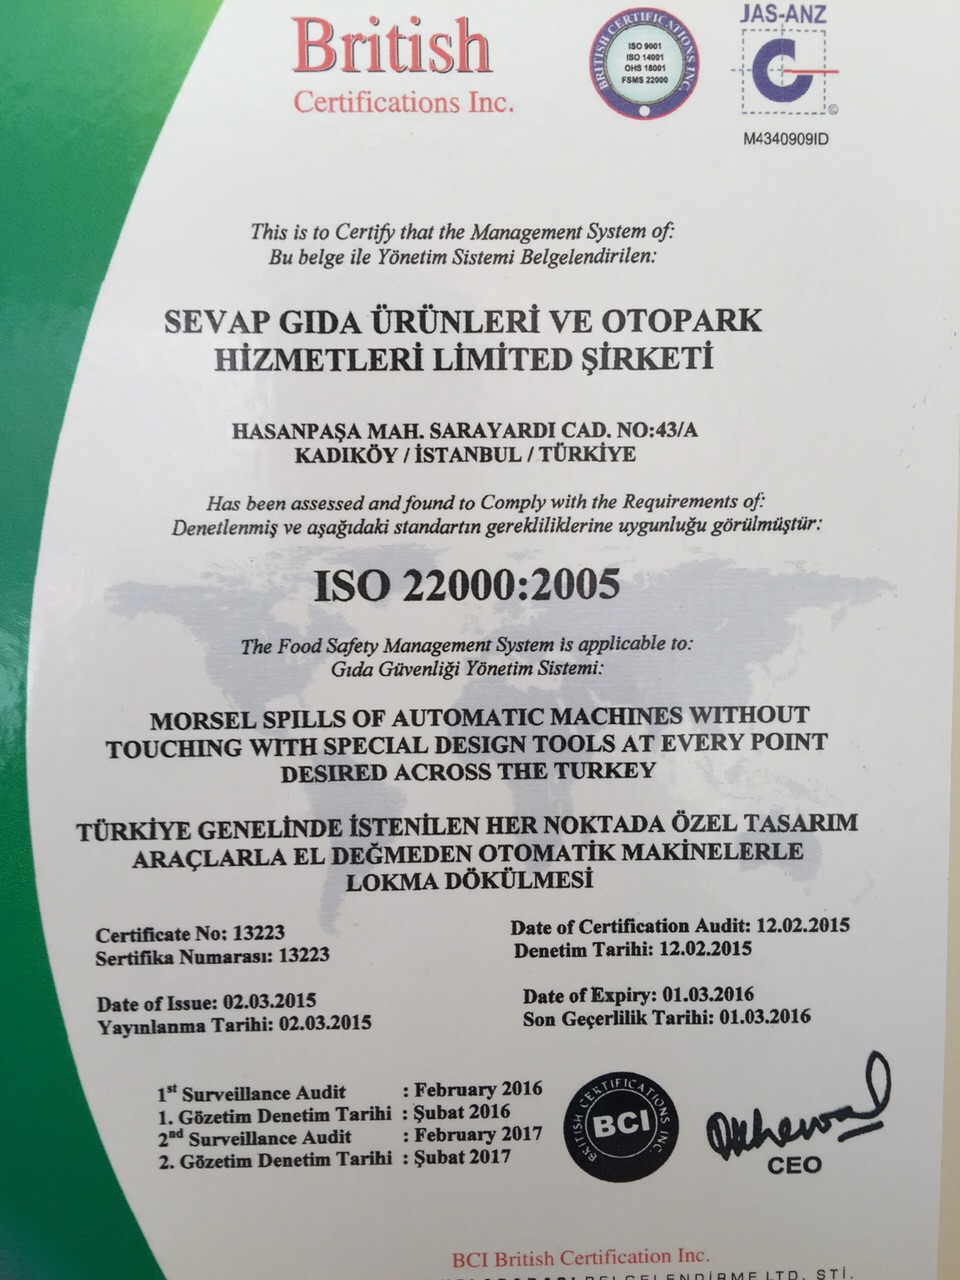 British
Certifications Inc.
BRITISH CERTIFICATIONS INC
ISO 9001
ISO 14001
OHS 18001
FSMS 22000
JAS-ANZ
C
©
M4340909ID
This is to Certify that the Management System of:
Bu belge ile Yönetim Sistemi Belgelendirilen:
SEVAP GIDA ÜRÜNLERİ VE OTOPARK
HİZMETLERİ LİMİTED ŞİRKETİ
HASANPAŞA MAH. SARAYARDI CAD. NO:43/A
KADIKÖY / İSTANBUL / TÜRKİYE
Has been assessed and found to Comply with the Requirements of:
Denetlenmiş ve aşağıdaki standartın gerekliliklerine uygunluğu görülmüştür:
ISO 22000:2005
The Food Safety Management System is applicable to:
Gıda Güvenliği Yönetim Sistemi:
MORSEL SPILLS OF AUTOMATIC MACHINES WITHOUT
TOUCHING WITH SPECIAL DESIGN TOOLS AT EVERY POINT
DESIRED ACROSS THE TURKEY
TÜRKİYE GENELİNDE İSTENİLEN HER NOKTADA ÖZEL TASARIM
ARAÇLARLA EL DEĞMEDEN OTOMATİK MAKİNELERLE
LOKMA DÖKÜLMESİ
Certificate No: 13223
Sertifika Numarası: 13223
Date of Certification Audit: 12.02.2015
Denetim Tarihi: 12.02.2015
Date of Issue: 02.03.2015
Yayınlanma Tarihi: 02.03.2015
Date of Expiry: 01.03.2016
Son Geçerlilik Tarihi: 01.03.2016
1st Surveillance Audit : February 2016
1. Gözetim Denetim Tarihi : Şubat 2016
2nd Surveillance Audit : February 2017
2. Gözetim Denetim Tarihi : Şubat 2017
BRITISH CERTIFICATIONS INC.
BCI
CEO
BCI British Certification Inc.
BELGELENDİRME LTD. ŞTİ.